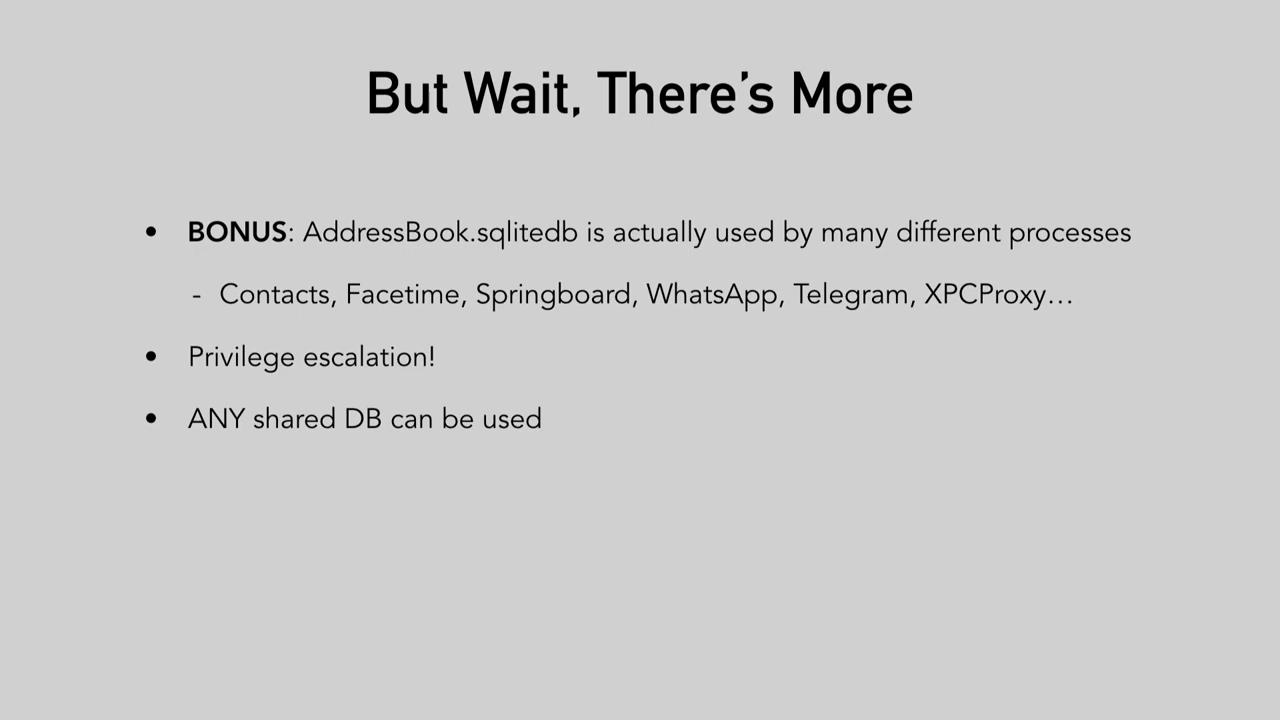 But Wait, There’s More
• BONUS: AddressBook.sqlitedb is actually used by many different processes
- Contacts, Facetime, Springboard, WhatsApp, Telegram, XPCProxy…
• Privilege escalation!
• ANY shared DB can be used